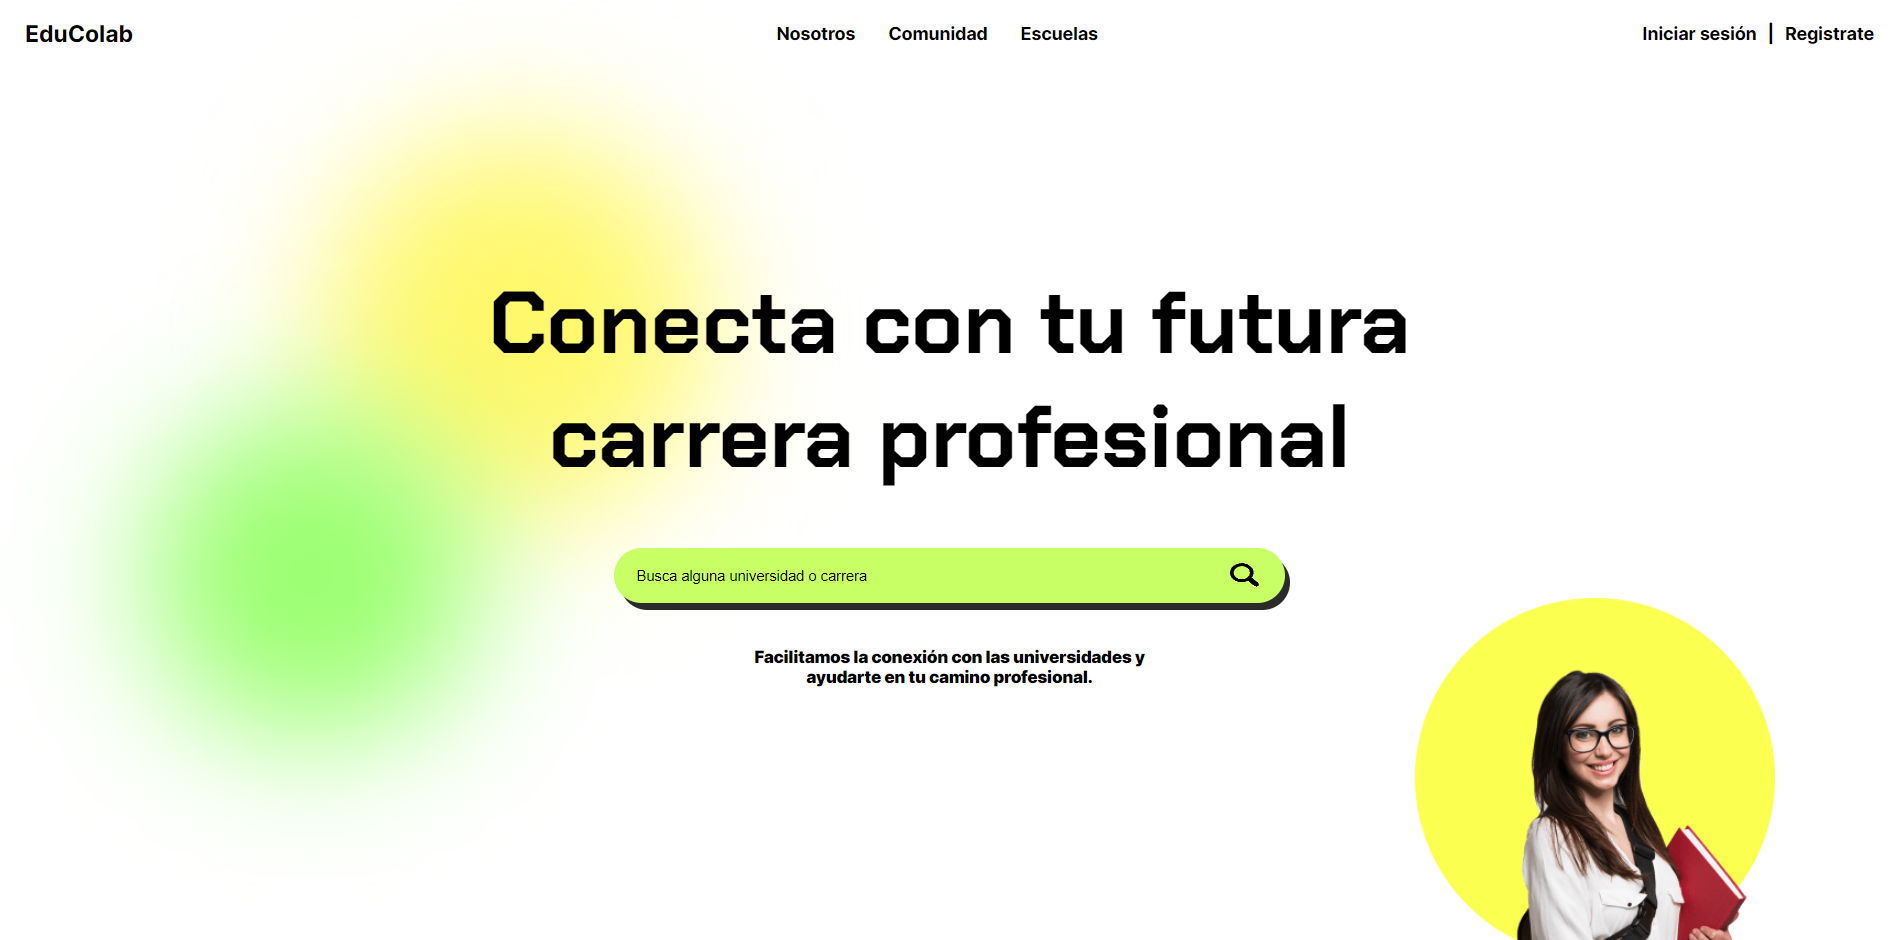 EduColab
Nosotros Comunidad Escuelas
Iniciar sesión | Registrate
Conecta con tu futura
carrera profesional
Busca alguna universidad o carrera
Facilitamos la conexión con las universidades y
ayudarte en tu camino profesional.